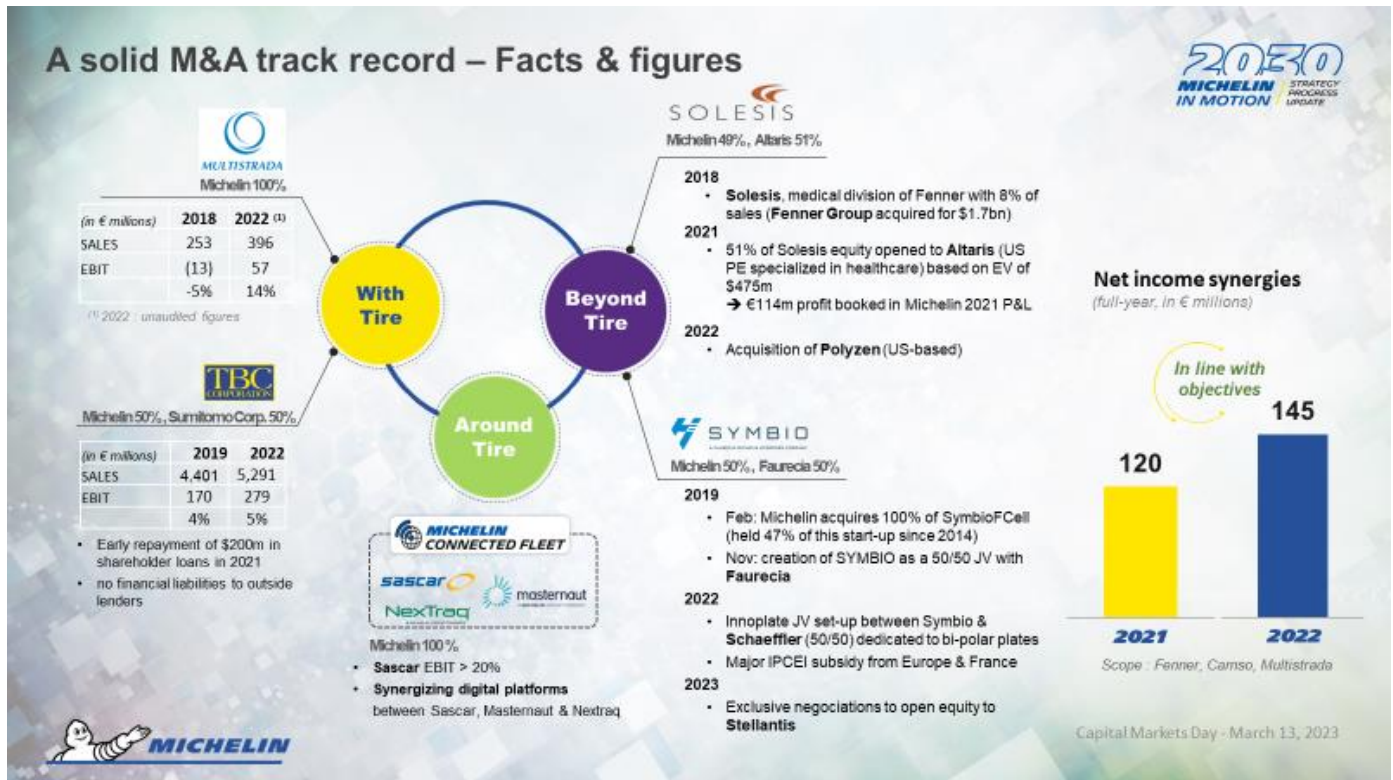 A solid M&A track record – Facts & figures
2030
MICHELIN
IN MOTION
STRATEGY
PROGRESS
UPDATE
MULTISTRADA
Michelin 100%
(in € millions) 2018 2022 (1)
SALES 253 396
EBIT (13) 57
-5% 14%
(1) 2022 : unaudited figures
TBC
CORPORATION
Michelin 50%, Sumitomo Corp. 50%
(in € millions) 2019 2022
SALES 4,401 5,291
EBIT 170 279
4% 5%
• Early repayment of $200m in
shareholder loans in 2021
• no financial liabilities to outside
lenders
With
Tire
Beyond
Tire
Around
Tire
MICHELIN
CONNECTED FLEET
sascar
masternaut
NexTraq
Michelin 100 %
• Sascar EBIT > 20%
• Synergizing digital platforms
between Sascar, Masternaut & Nextraq
SOLESIS
Michelin 49%, Altaris 51%
2018
• Solesis, medical division of Fenner with 8% of
sales (Fenner Group acquired for $1.7bn)
2021
• 51% of Solesis equity opened to Altaris (US
PE specialized in healthcare) based on EV of
$475m
➔ €114m profit booked in Michelin 2021 P&L
2022
• Acquisition of Polyzen (US-based)
SYMBIO
Michelin 50%, Faurecia 50%
2019
• Feb: Michelin acquires 100% of SymbioFCell
(held 47% of this start-up since 2014)
• Nov: creation of SYMBIO as a 50/50 JV with
Faurecia
2022
• Innoplate JV set-up between Symbio &
Schaeffler (50/50) dedicated to bi-polar plates
• Major IPCEI subsidy from Europe & France
2023
• Exclusive negociations to open equity to
Stellantis
Net income synergies
(full-year, in € millions)
In line with
objectives
120
145
2021
2022
Scope : Fenner, Camso, Multistrada
MICHELIN
Capital Markets Day - March 13, 2023